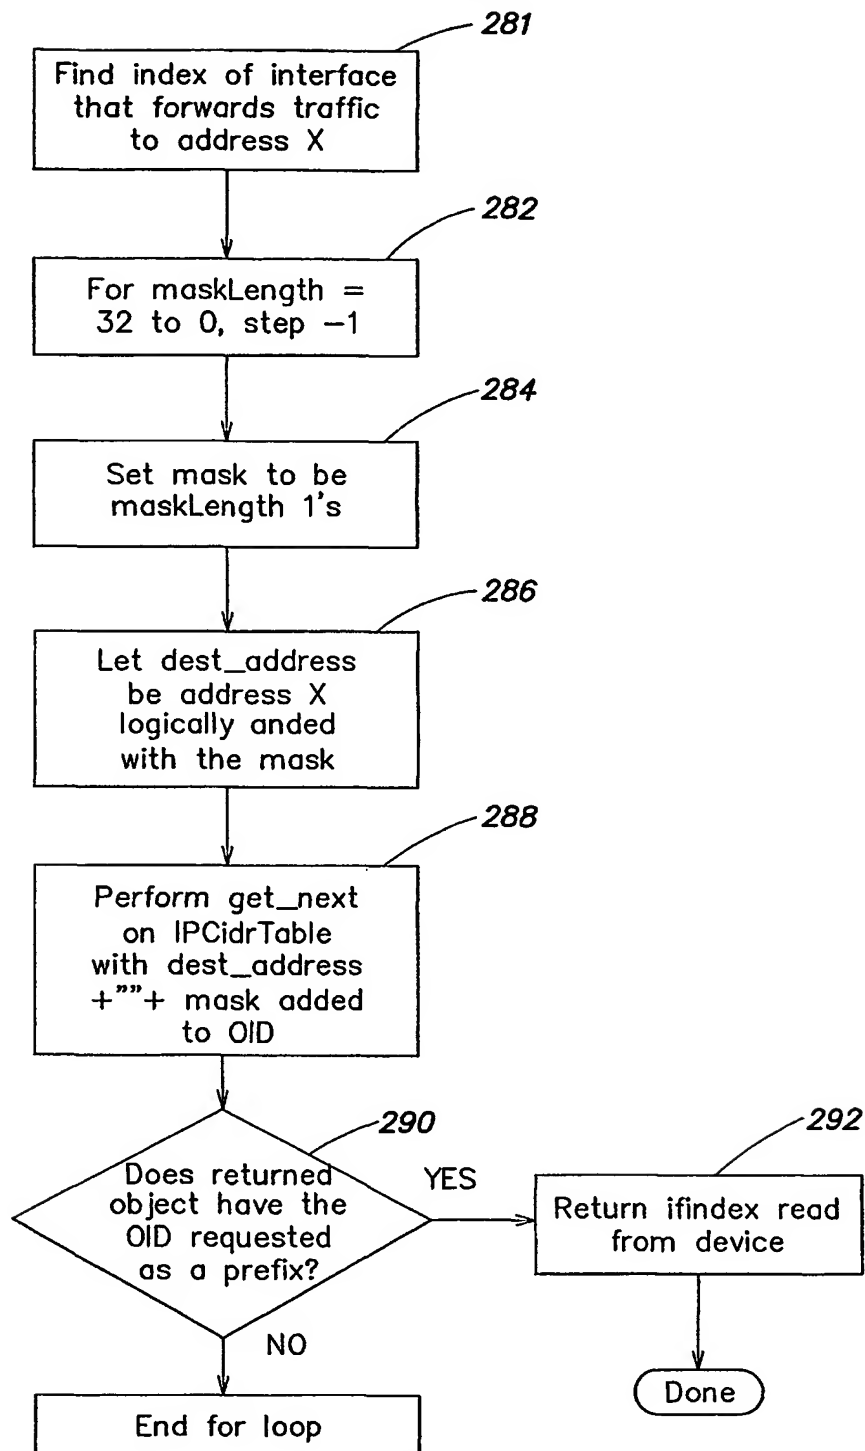 281
Find index of interface
that forwards traffic
to address X
282
For maskLength =
32 to 0, step −1
284
Set mask to be
maskLength 1's
286
Let dest_address
be address X
logically anded
with the mask
288
Perform get_next
on IPCidrTable
with dest_address
+""+ mask added
to OID
290
Does returned
object have the
OID requested
as a prefix?
YES
292
Return ifindex read
from device
NO
Done
End for loop